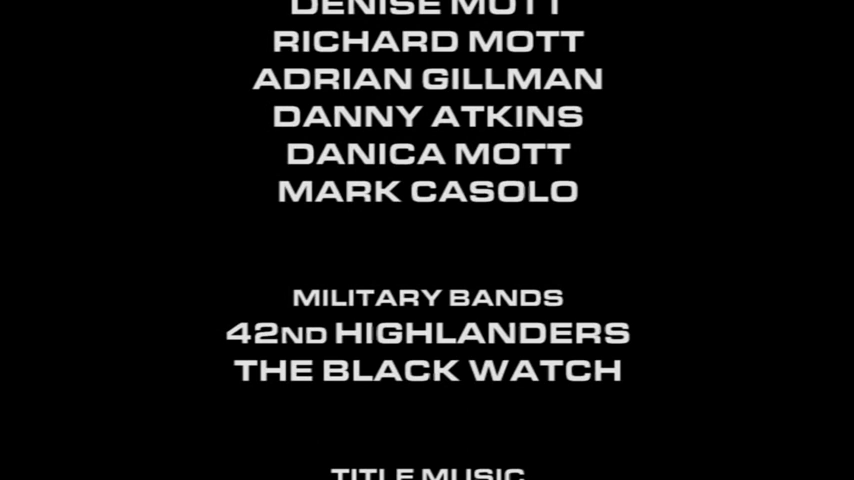 DENISE MOTT
RICHARD MOTT
ADRIAN GILLMAN
DANNY ATKINS
DANICA MOTT
MARK CASOLO
MILITARY BANDS
42ND HIGHLANDERS
THE BLACK WATCH
TITLE MUSIC